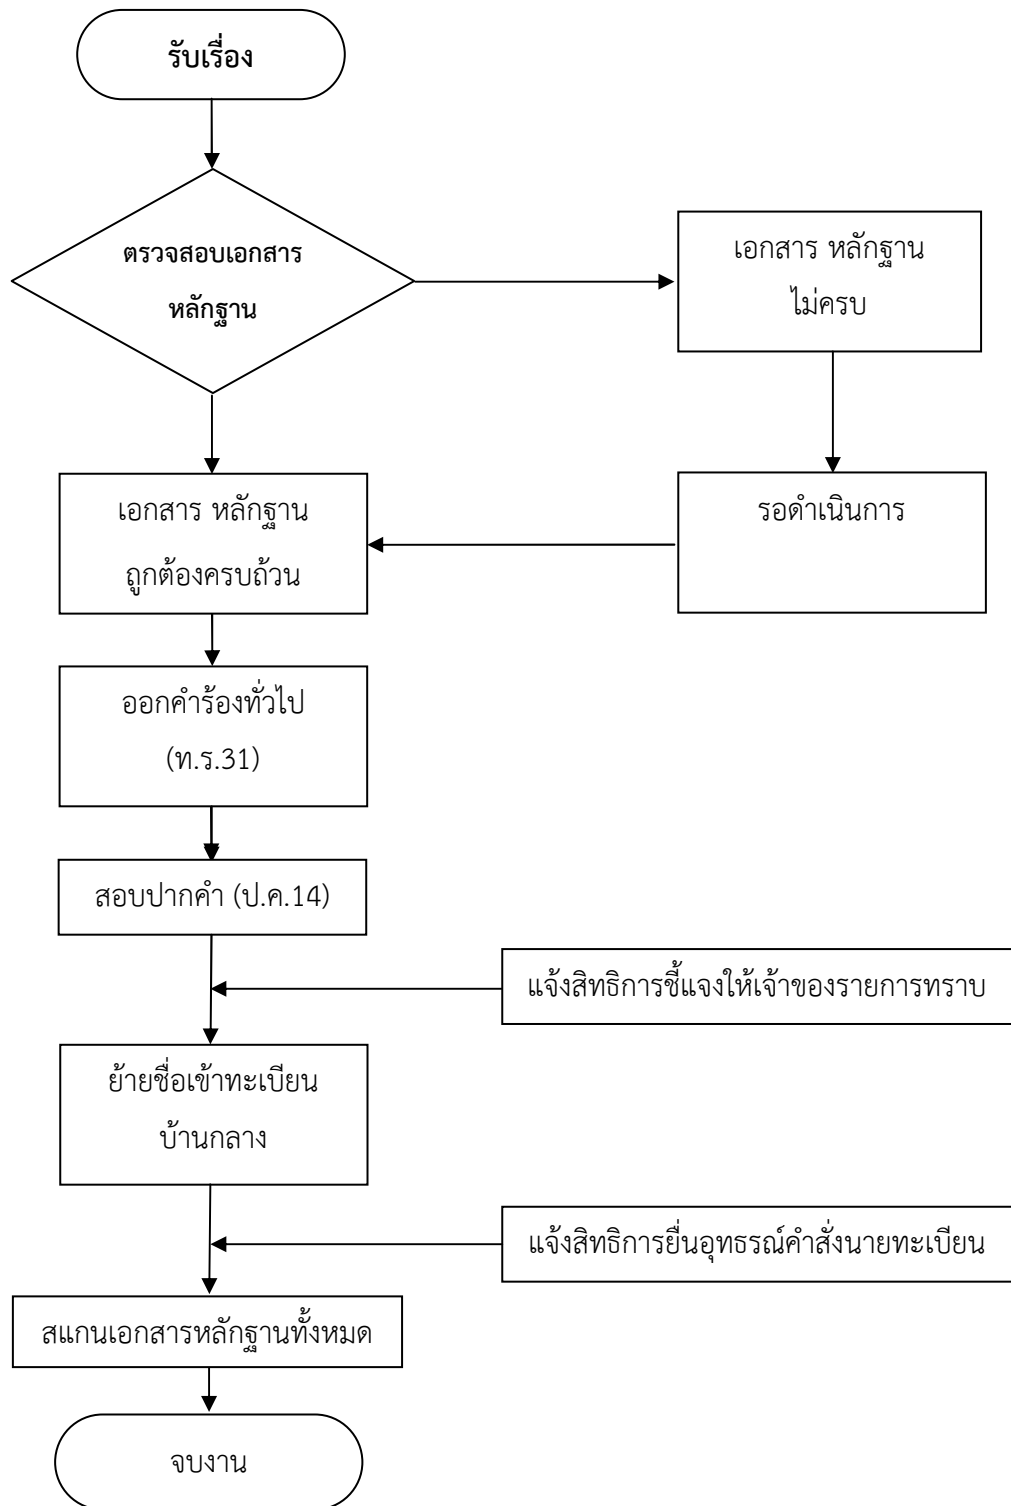 รับเรื่อง
ตรวจสอบเอกสาร
หลักฐาน
เอกสาร หลักฐาน
ไม่ครบ
เอกสาร หลักฐาน
ถูกต้องครบถ้วน
รอดำเนินการ
ออกคำร้องทั่วไป
(ท.ร.31)
สอบปากคำ (ป.ค.14)
แจ้งสิทธิการชี้แจงให้เจ้าของรายการทราบ
ย้ายชื่อเข้าทะเบียน
บ้านกลาง
แจ้งสิทธิการยื่นอุทธรณ์คำสั่งนายทะเบียน
สแกนเอกสารหลักฐานทั้งหมด
จบงาน